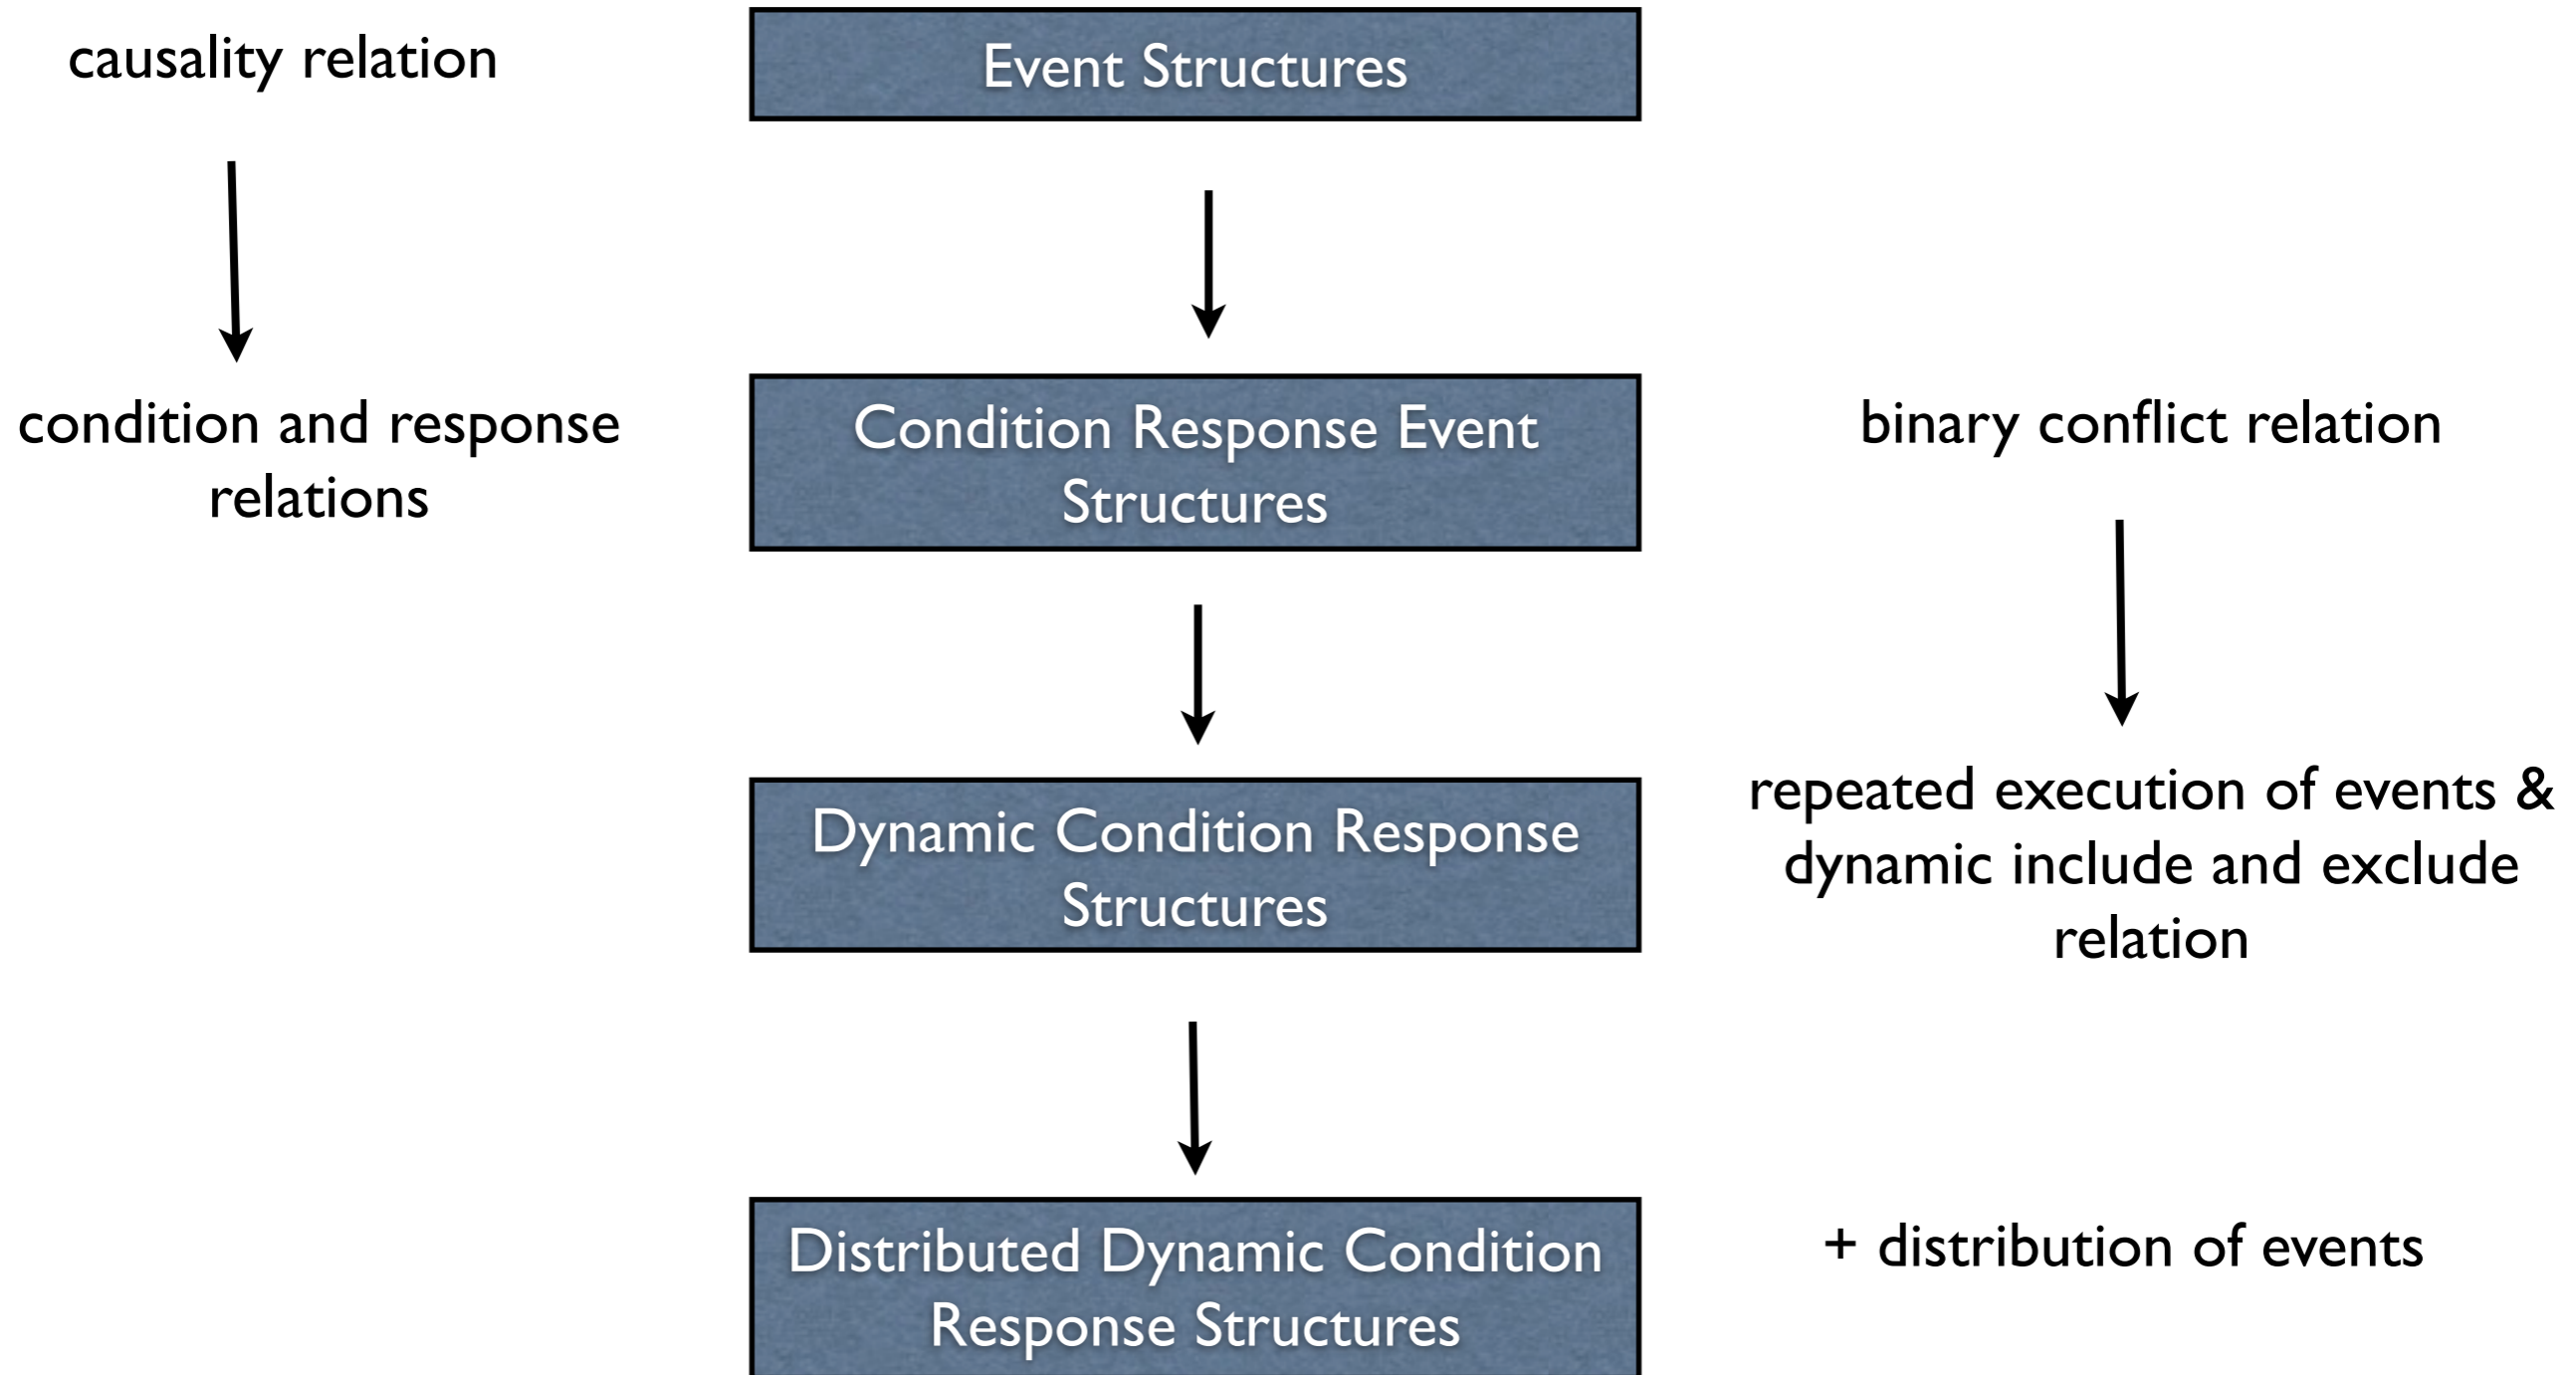 causality relation
Event Structures
condition and response
relations
Condition Response Event
Structures
binary conflict relation
Dynamic Condition Response
Structures
repeated execution of events &
dynamic include and exclude
relation
Distributed Dynamic Condition
Response Structures
+ distribution of events